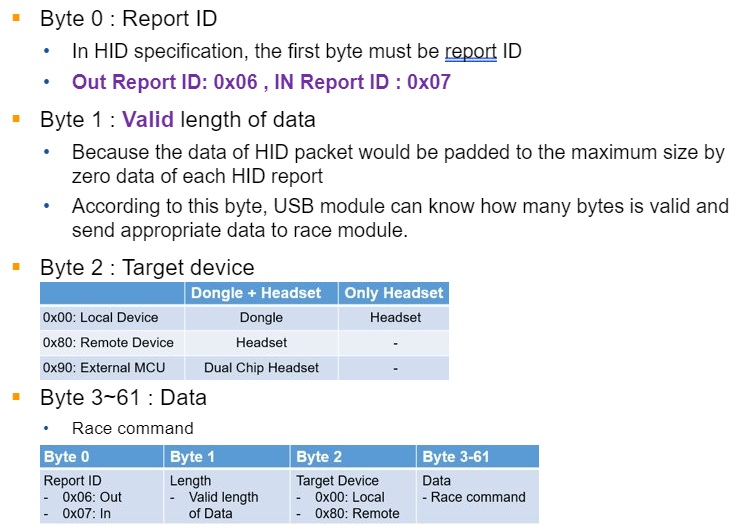 Byte 0 : Report ID
In HID specification, the first byte must be report ID
Out Report ID: 0x06 , IN Report ID : 0x07
Byte 1 : Valid length of data
Because the data of HID packet would be padded to the maximum size by
zero data of each HID report
According to this byte, USB module can know how many bytes is valid and
send appropriate data to race module.
Byte 2 : Target device
Dongle + Headset Only Headset
0x00: Local Device Dongle Headset
0x80: Remote Device Headset -
0x90: External MCU Dual Chip Headset -
Byte 3~61 : Data
Race command
Byte 0 Byte 1 Byte 2 Byte 3-61
Report ID Length Target Device Data
- 0x06: Out - Valid length - 0x00: Local - Race command
- 0x07: In of Data - 0x80: Remote